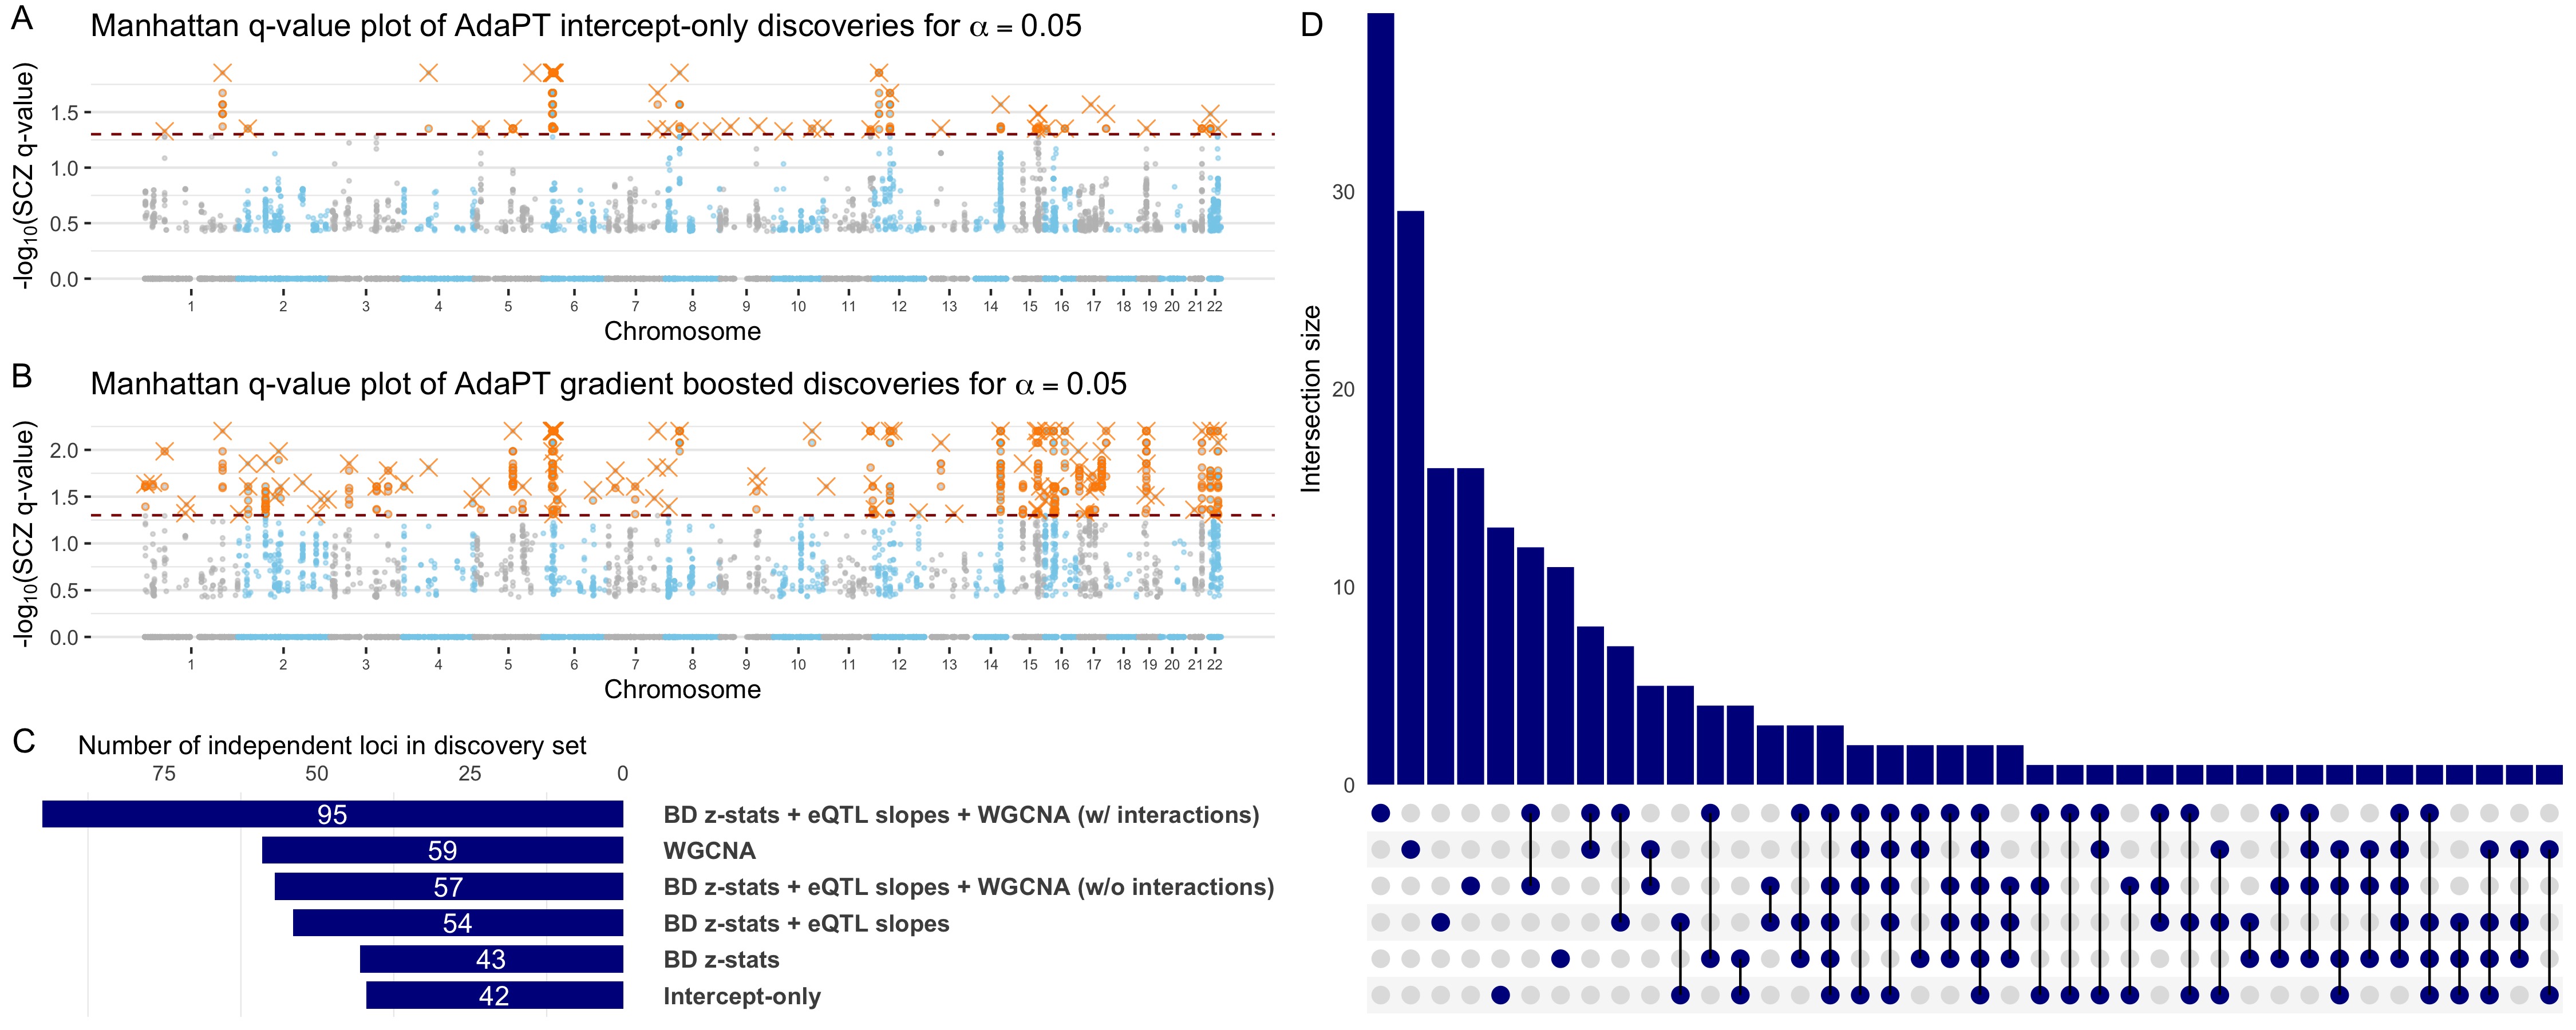 A
Manhattan q-value plot of AdaPT intercept-only discoveries for α = 0.05
-log10(SCZ q-value)
1.5
1.0
0.5
0.0
1 2 3 4 5 6 7 8 9 10 11 12 13 14 15 16 17 18 19 20 21 22
Chromosome
B
Manhattan q-value plot of AdaPT gradient boosted discoveries for α = 0.05
-log10(SCZ q-value)
2.0
1.5
1.0
0.5
0.0
1 2 3 4 5 6 7 8 9 10 11 12 13 14 15 16 17 18 19 20 21 22
Chromosome
C
Number of independent loci in discovery set
75 50 25 0
95 BD z-stats + eQTL slopes + WGCNA (w/ interactions)
59 WGCNA
57 BD z-stats + eQTL slopes + WGCNA (w/o interactions)
54 BD z-stats + eQTL slopes
43 BD z-stats
42 Intercept-only
D
Intersection size
30
20
10
0